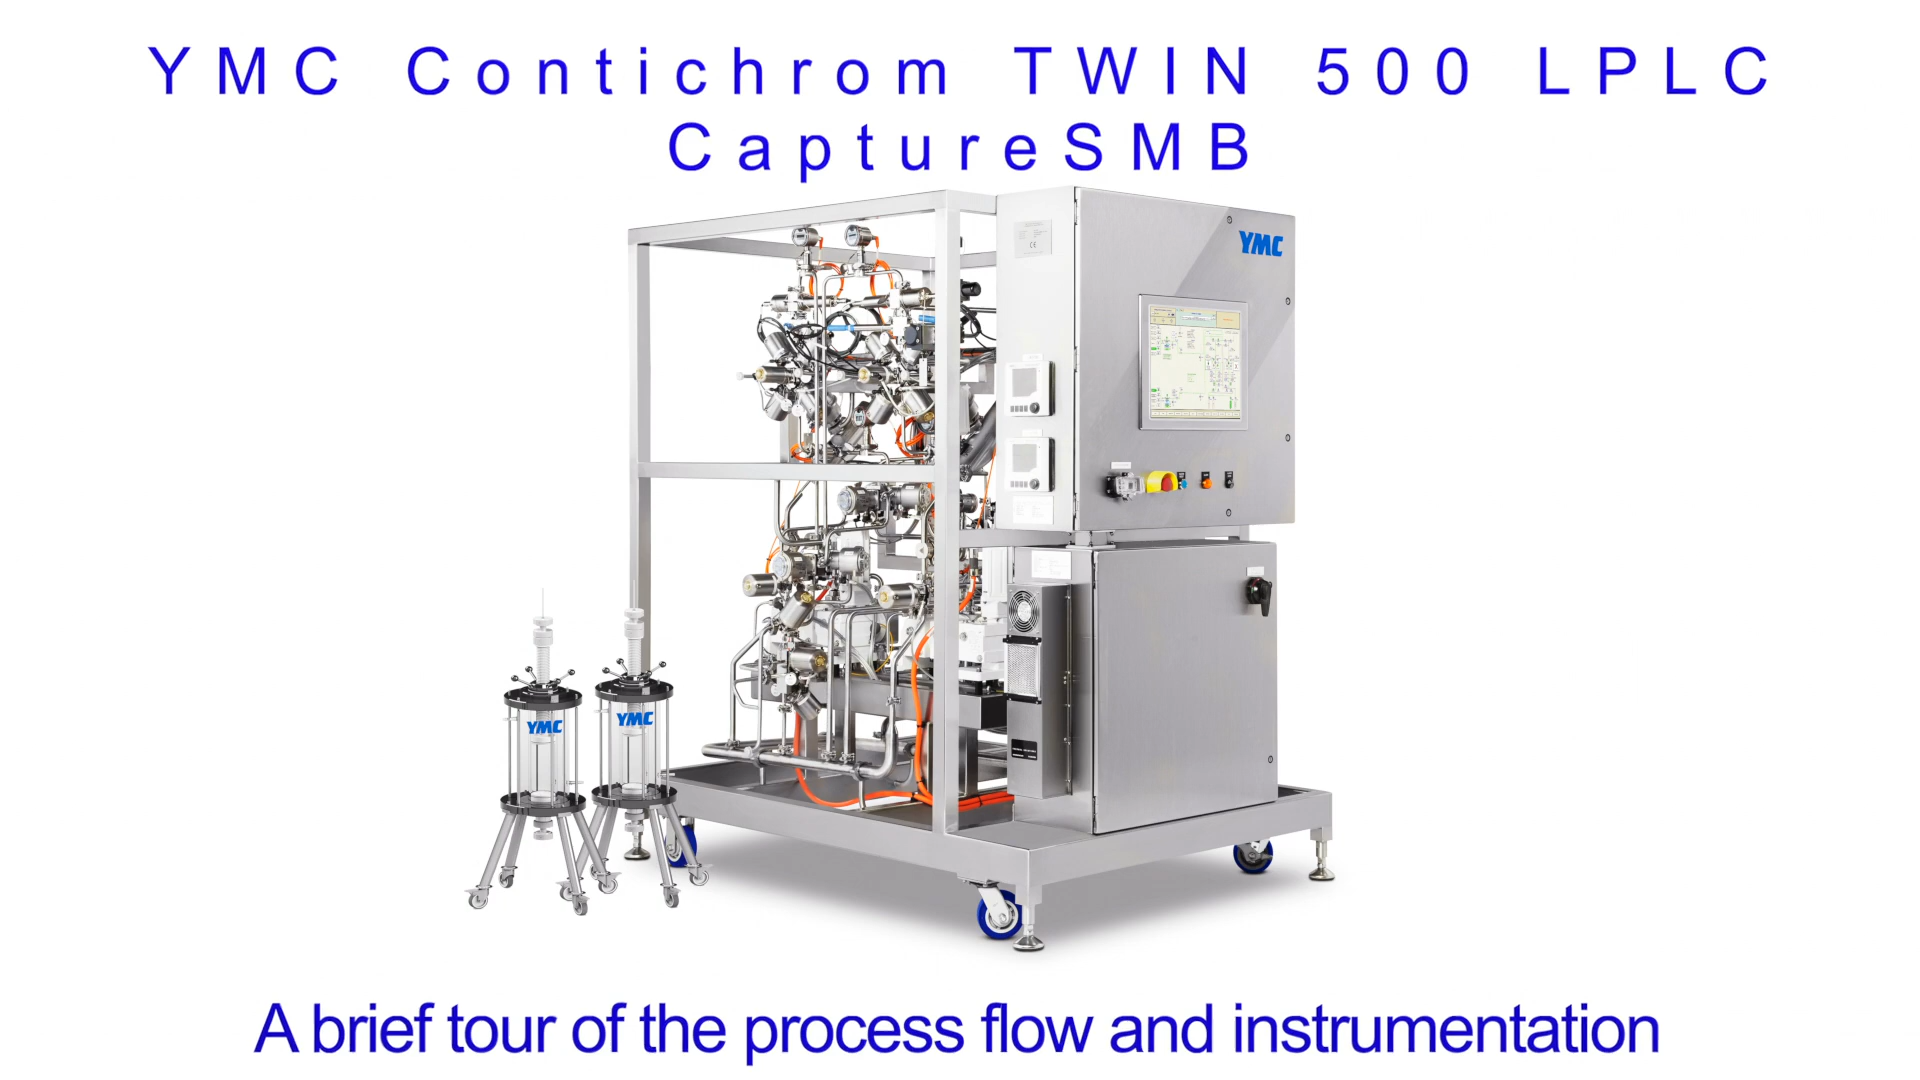 YMC Contichrom TWIN 500 LPLC
CaptureSMB
YMC
YMC
YMC
A brief tour of the process flow and instrumentation